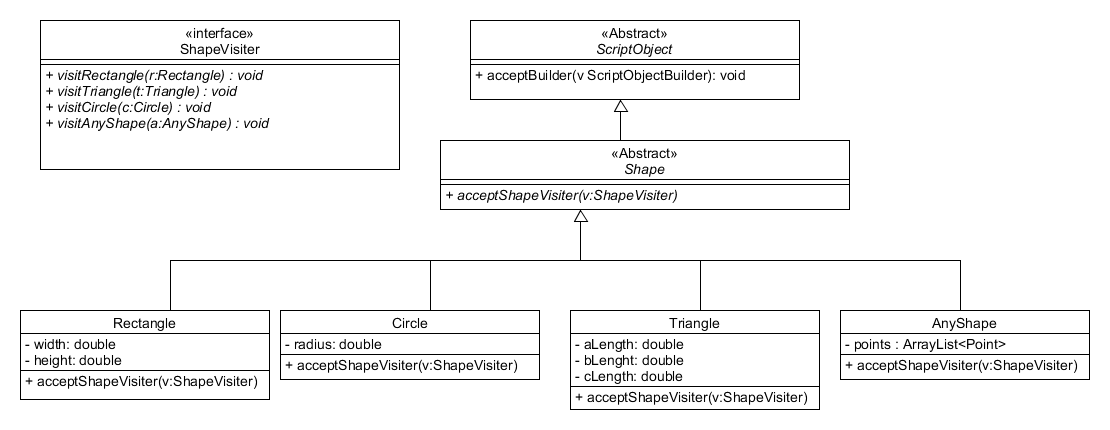 «interface»
ShapeVisiter
+ visitRectangle(r:Rectangle) : void
+ visitTriangle(t:Triangle) : void
+ visitCircle(c:Circle) : void
+ visitAnyShape(a:AnyShape) : void
«Abstract»
ScriptObject
+ acceptBuilder(v ScriptObjectBuilder): void
«Abstract»
Shape
+ acceptShapeVisiter(v:ShapeVisiter)
Rectangle
- width: double
- height: double
+ acceptShapeVisiter(v:ShapeVisiter)
Circle
- radius: double
+ acceptShapeVisiter(v:ShapeVisiter)
Triangle
- aLength: double
- bLenght: double
- cLength: double
+ acceptShapeVisiter(v:ShapeVisiter)
AnyShape
- points : ArrayList<Point>
+ acceptShapeVisiter(v:ShapeVisiter)